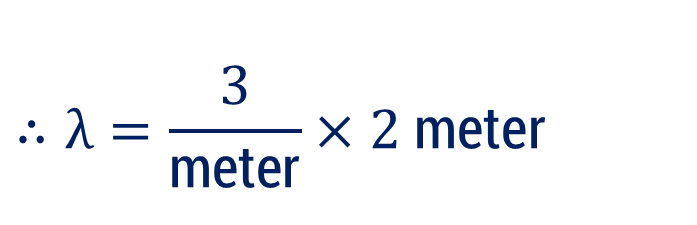 ∴ λ = 3/meter × 2 meter